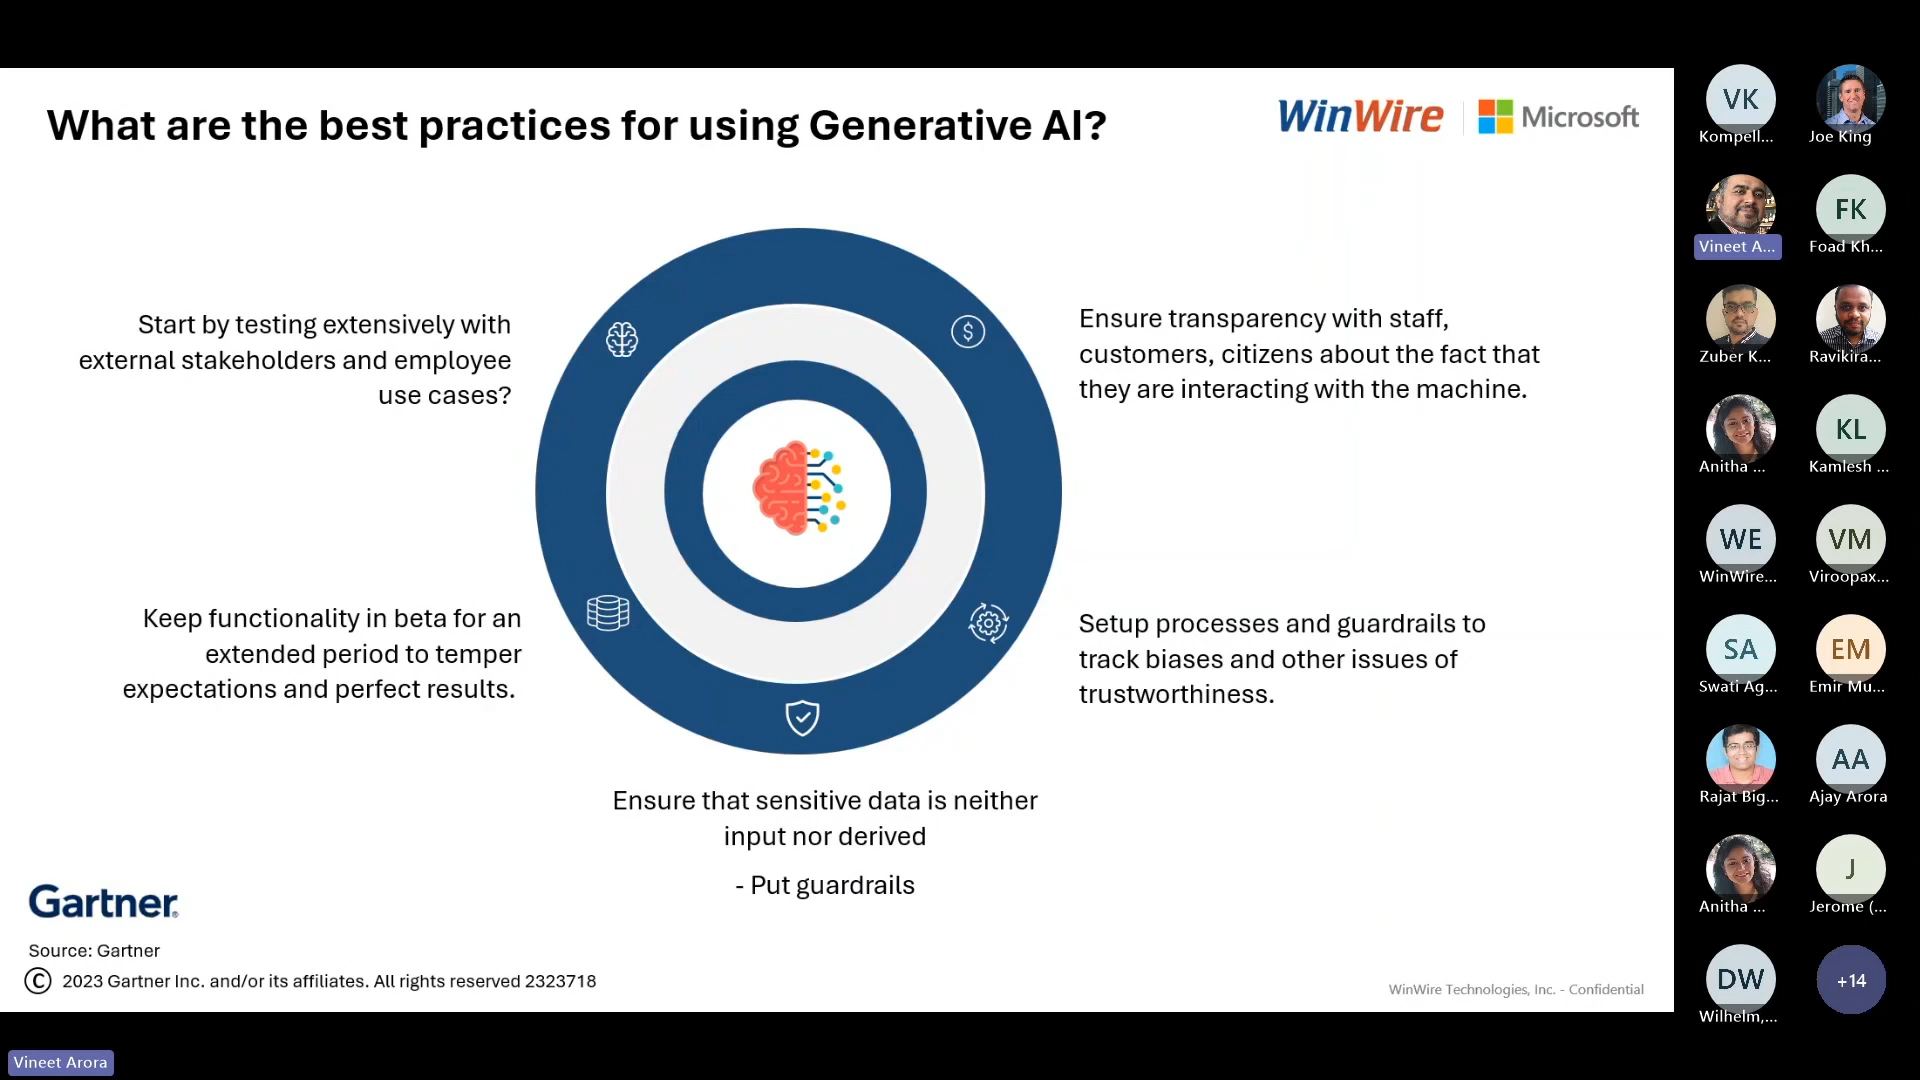 What are the best practices for using Generative AI?
WinWire
Microsoft
Start by testing extensively with
external stakeholders and employee
use cases?
$
Ensure transparency with staff,
customers, citizens about the fact that
they are interacting with the machine.
Keep functionality in beta for an
extended period to temper
expectations and perfect results.
Setup processes and guardrails to
track biases and other issues of
trustworthiness.
Ensure that sensitive data is neither
input nor derived
- Put guardrails
Gartner®
Source: Gartner
© 2023 Gartner Inc. and/or its affiliates. All rights reserved 2323718
WinWire Technologies, Inc. - Confidential
VK
Kompell...
Joe King
Vineet A...
FK
Foad Kh...
Zuber K...
Ravikira...
Anitha ...
KL
Kamlesh ...
WE
WinWire...
VM
Viroopax...
SA
Swati Ag...
EM
Emir Mu...
Rajat Big...
AA
Ajay Arora
Anitha ...
J
Jerome (...
DW
Wilhelm,...
+14
Vineet Arora